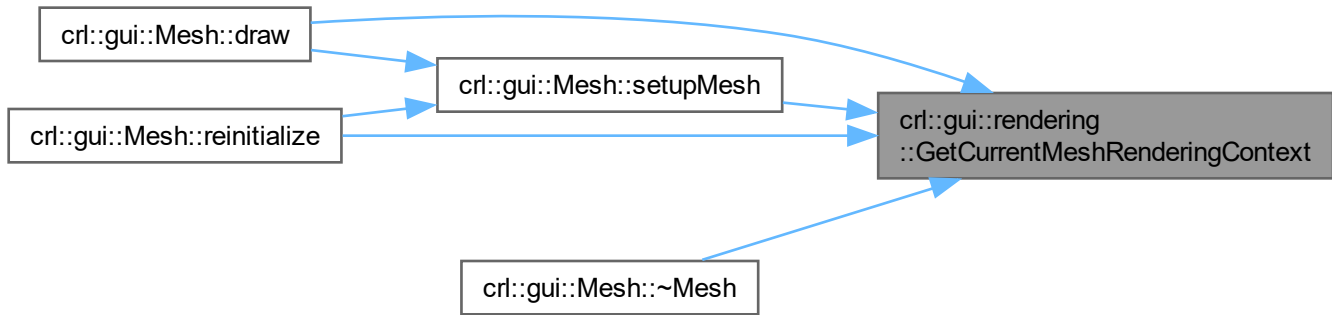 crl::gui::Mesh::draw
crl::gui::Mesh::setupMesh
crl::gui::rendering
::GetCurrentMeshRenderingContext
crl::gui::Mesh::reinitialize
crl::gui::Mesh::~Mesh